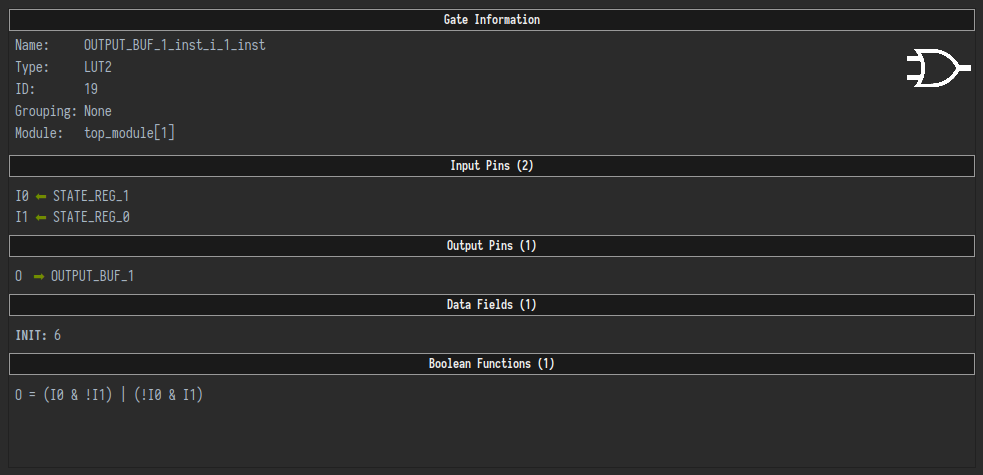 Gate Information
Name: OUTPUT_BUF_1_inst_i_1_inst
Type: LUT2
ID: 19
Grouping: None
Module: top_module[1]
Input Pins (2)
I0 ⬅ STATE_REG_1
I1 ⬅ STATE_REG_0
Output Pins (1)
O ➡ OUTPUT_BUF_1
Data Fields (1)
INIT: 6
Boolean Functions (1)
O = (I0 & !I1) | (!I0 & I1)